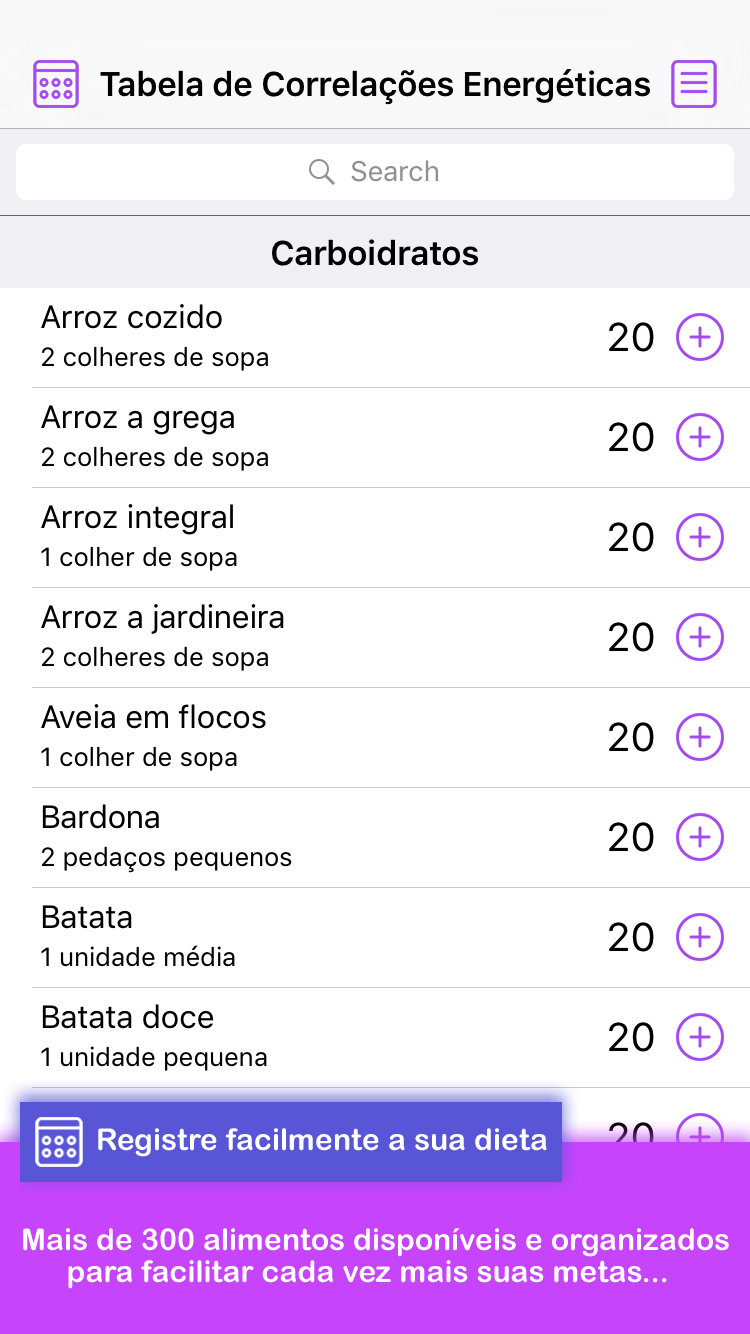 Tabela de Correlações Energéticas
Search
Carboidratos
Arroz cozido
2 colheres de sopa
20
Arroz a grega
2 colheres de sopa
20
Arroz integral
1 colher de sopa
20
Arroz a jardineira
2 colheres de sopa
20
Aveia em flocos
1 colher de sopa
20
Bardona
2 pedaços pequenos
20
Batata
1 unidade média
20
Batata doce
1 unidade pequena
20
20
Registre facilmente a sua dieta
Mais de 300 alimentos disponíveis e organizados
para facilitar cada vez mais suas metas...